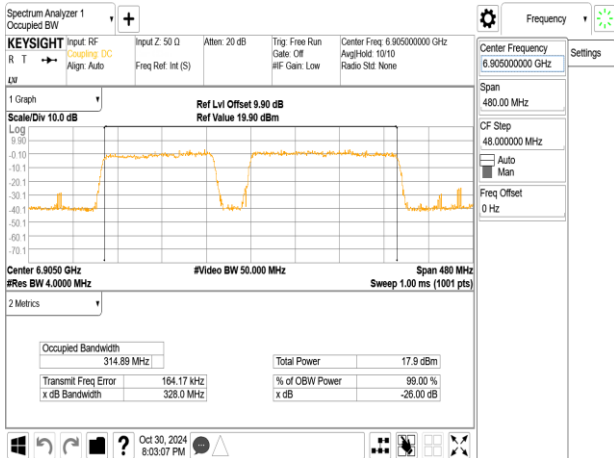 Spectrum Analyzer 1
Occupied BW
KEYSIGHT
R T
LXI
Input: RF
Coupling: DC
Align: Auto
Input Z: 50 Ω
Freq Ref: Int (S)
Atten: 20 dB
Trig: Free Run
Gate: Off
#IF Gain: Low
Center Freq: 6.905000000 GHz
Avg|Hold: 10/10
Radio Std: None
1 Graph
Scale/Div 10.0 dB
Ref Lvl Offset 9.90 dB
Ref Value 19.90 dBm
Log
9.90
-0.10
-10.1
-20.1
-30.1
-40.1
-50.1
-60.1
-70.1
Center 6.9050 GHz
#Video BW 50.000 MHz
Span 480 MHz
#Res BW 4.0000 MHz
Sweep 1.00 ms (1001 pts)
2 Metrics
Occupied Bandwidth
314.89 MHz
Total Power 17.9 dBm
Transmit Freq Error 164.17 kHz
% of OBW Power 99.00 %
x dB Bandwidth 328.0 MHz
x dB -26.00 dB
?
Oct 30, 2024
8:03:07 PM
Frequency
Settings
Center Frequency
6.905000000 GHz
Span
480.00 MHz
CF Step
48.000000 MHz
Auto
Man
Freq Offset
0 Hz